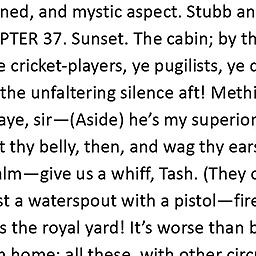 ned, and mystic aspect. Stubb an
PTER 37. Sunset. The cabin; by th
cricket-players, ye pugilists, ye
the unfaltering silence aft! Methi
aye, sir—(Aside) he's my superior
thy belly, then, and wag thy ears
alm—give us a whiff, Tash. (They
st a waterspout with a pistol—fire
s the royal yard! It's worse than
home; all these, with other circ